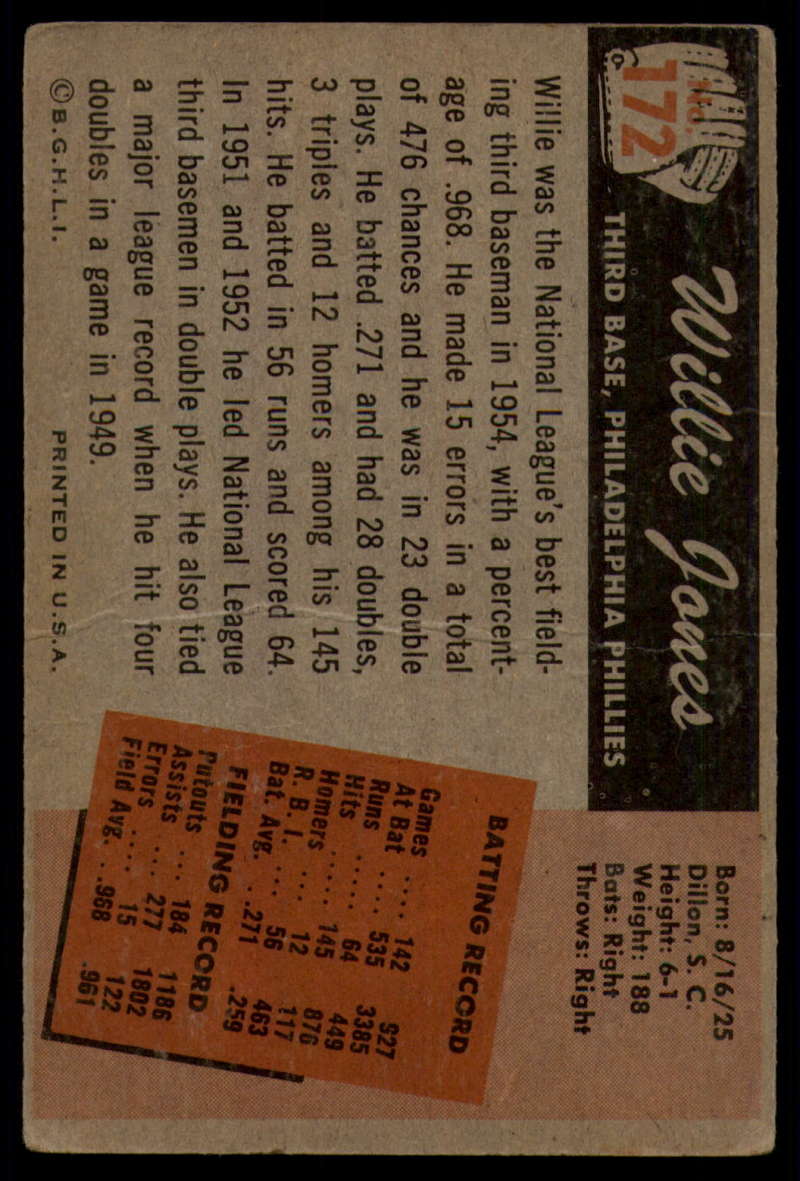 No.
172
Willie Jones
THIRD BASE, PHILADELPHIA PHILLIES
Born: 8/16/25
Dillon, S. C.
Height: 6-1
Weight: 188
Bats: Right
Throws: Right
Willie was the National League's best field-
ing third baseman in 1954, with a percent-
age of .968. He made 15 errors in a total
of 476 chances and he was in 23 double
plays. He batted .271 and had 28 doubles,
3 triples and 12 homers among his 145
hits. He batted in 56 runs and scored 64.
In 1951 and 1952 he led National League
third basemen in double plays. He also tied
a major league record when he hit four
doubles in a game in 1949.
© B.G.H.L.I. PRINTED IN U.S.A.
BATTING RECORD
Games .... 142 927
At Bat .... 535 3385
Runs ..... 64 449
Hits ..... 145 876
Homers ... 12 117
R. B. I. ... 56 463
Bat. Avg. . .271 .259
FIELDING RECORD
Putouts ... 184 1186
Assists ... 277 1802
Errors .... 15 122
Field Avg. . .968 .961